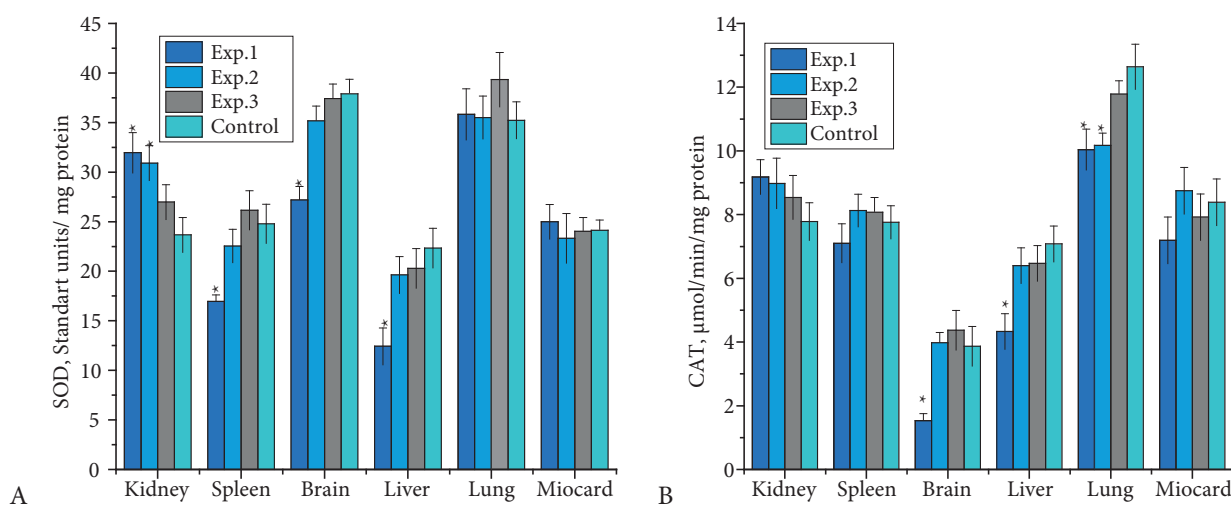 45
40
35
30
25
20
15
10
5
0
SOD, Standart units/ mg protein
Exp.1
Exp.2
Exp.3
Control
* * * * *
Kidney Spleen Brain Liver Lung Miocard
A
14
12
10
8
6
4
2
0
CAT, μmol/min/mg protein
Exp.1
Exp.2
Exp.3
Control
* * * *
Kidney Spleen Brain Liver Lung Miocard
B